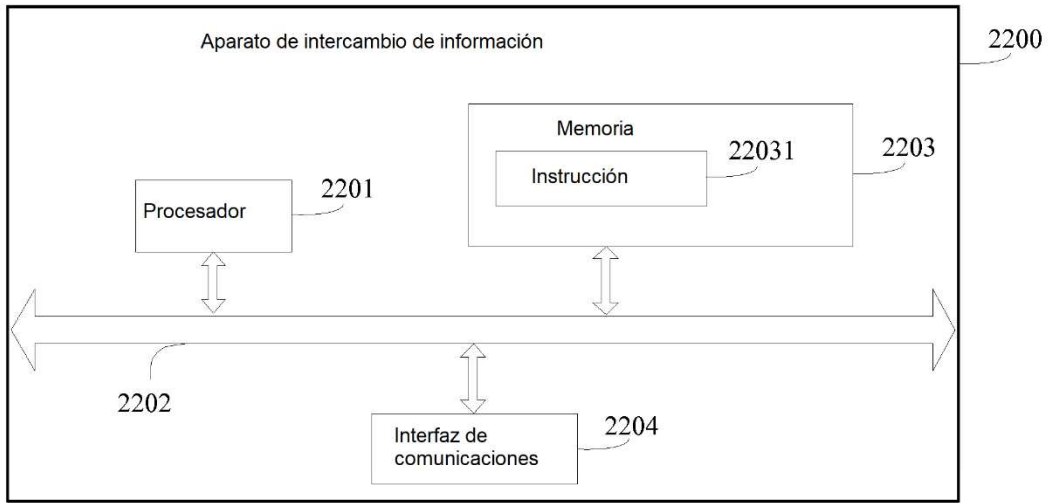 Aparato de intercambio de información
2200
Memoria
Instrucción
22031
2203
Procesador
2201
2202
Interfaz de
comunicaciones
2204